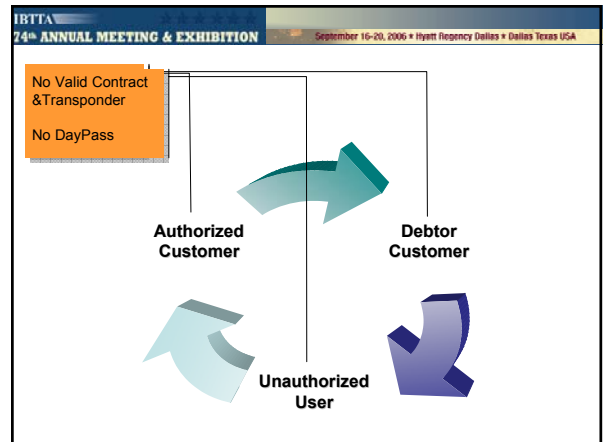 IBTTA
74th ANNUAL MEETING & EXHIBITION
September 16-20, 2006 * Hyatt Regency Dallas * Dallas Texas USA
No Valid Contract
&Transponder
No DayPass
Authorized
Customer
Debtor
Customer
Unauthorized
User